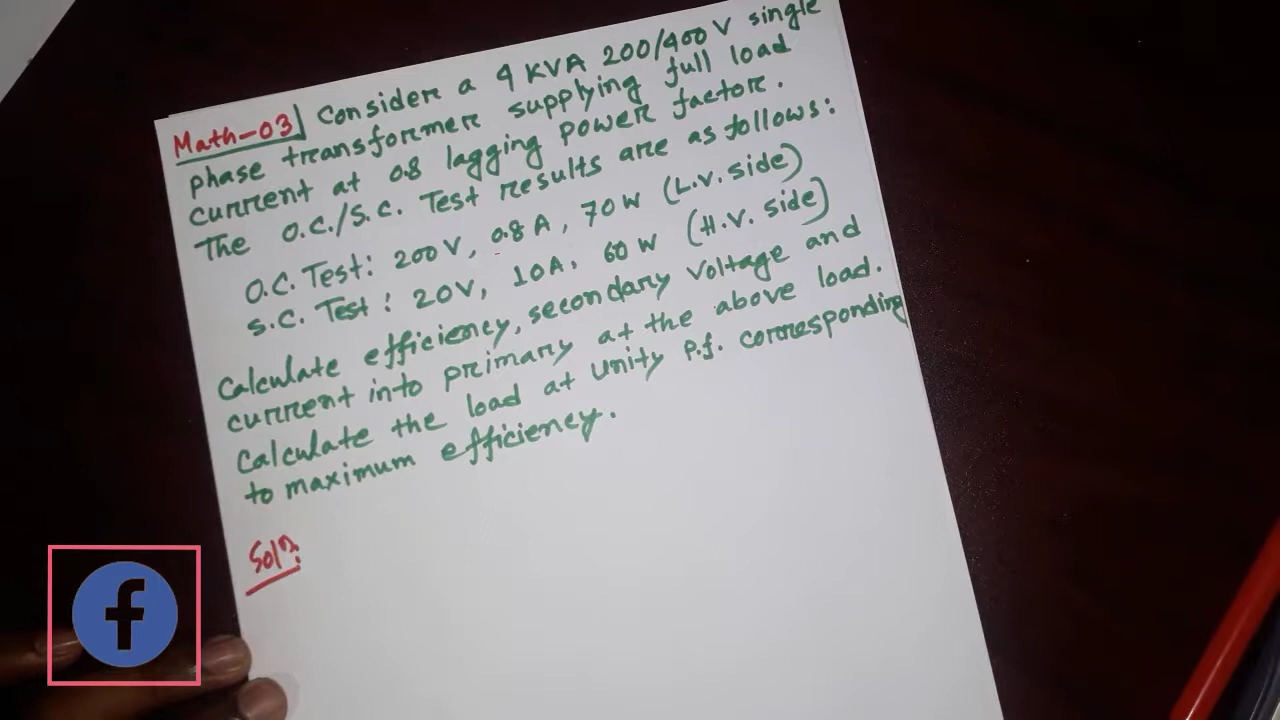 Math-03 Consider a 4 KVA 200/400 V single
phase transformer supplying full load
current at 0.8 lagging power factor.
The O.C./S.C. Test results are as follows:
O.C. Test: 200 V, 0.8 A, 70 W (L.V. side)
S.C. Test: 20V, 10A, 60 W (H.V. side)
Calculate efficiency, secondary voltage and
current into primary at the above load.
Calculate the load at unity p.f. corresponding
to maximum efficiency.
Solⁿ:
f